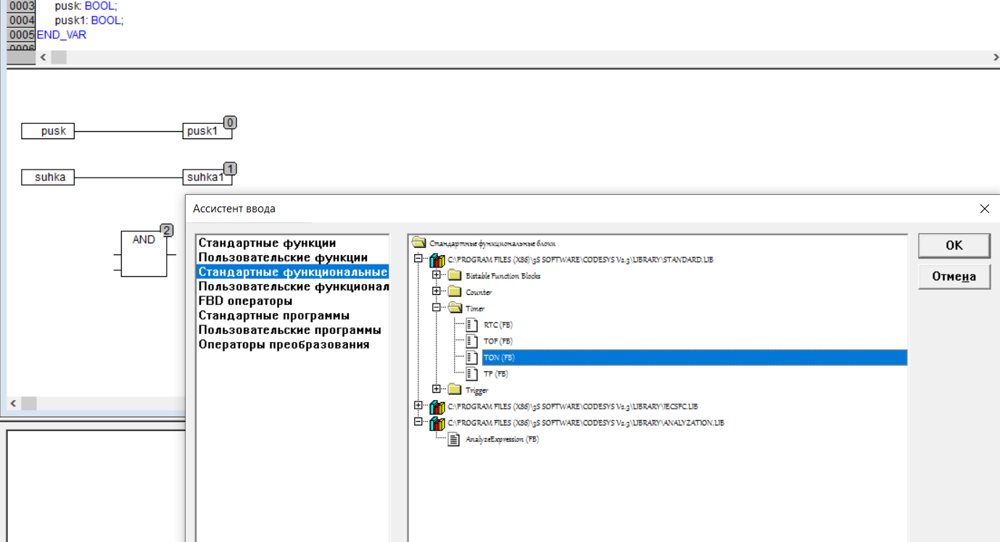 0003 pusk: BOOL;
0004 pusk1: BOOL;
0005 END_VAR
0006
pusk
pusk1
0
suhka
suhka1
1
AND
2
Ассистент ввода
Стандартные функции
Пользовательские функции
Стандартные функциональные
Пользовательские функционал
FBD операторы
Стандартные программы
Пользовательские программы
Операторы преобразования
Стандартные функциональные блоки
C:\PROGRAM FILES (X86)\3S SOFTWARE\CODESYS V2.3\LIBRARY\STANDARD.LIB
Bistable Function Blocks
Counter
Timer
RTC (FB)
TOF (FB)
TON (FB)
TP (FB)
Trigger
C:\PROGRAM FILES (X86)\3S SOFTWARE\CODESYS V2.3\LIBRARY\IECSFC.LIB
C:\PROGRAM FILES (X86)\3S SOFTWARE\CODESYS V2.3\LIBRARY\ANALYZATION.LIB
AnalyzeExpression (FB)
OK
Отмена